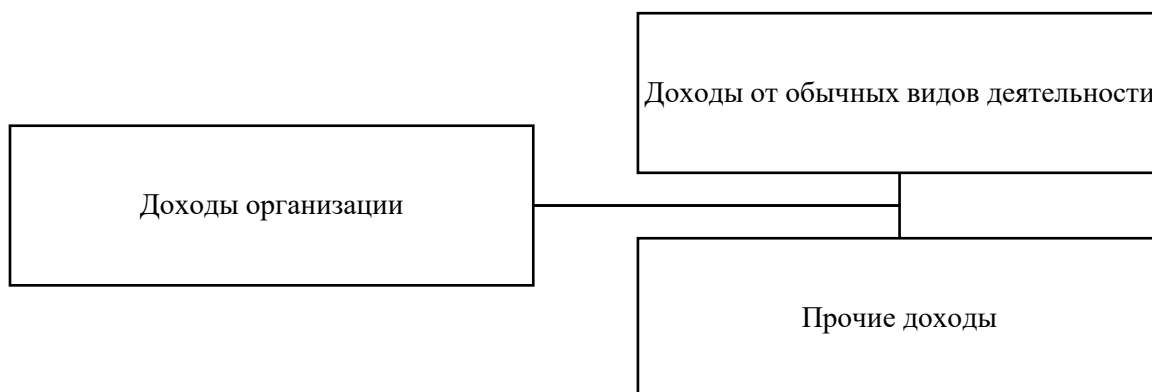 Доходы от обычных видов деятельности
Доходы организации
Прочие доходы